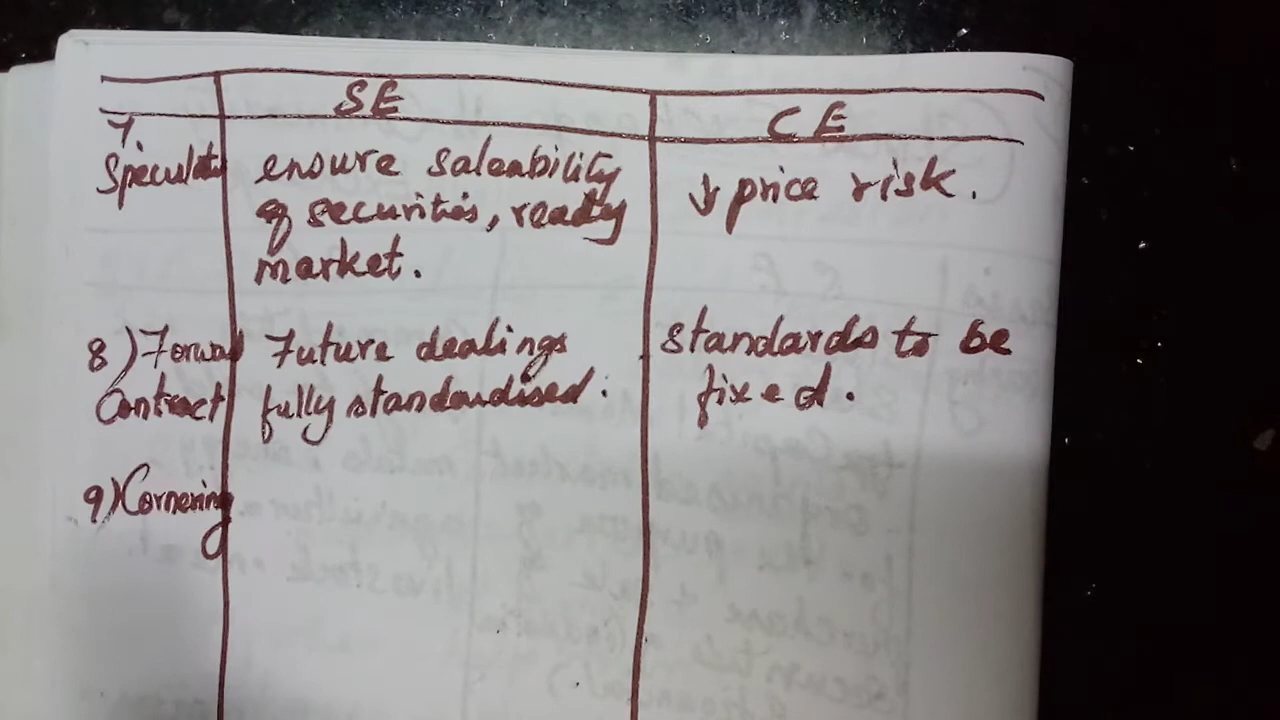 SE
CE
7
Speculat
ensure saleability
of securities, ready
market.
↓ price risk.
8) Forwa
Contract
Future dealings
fully standardised.
standards to be
fixed.
9) Cornering